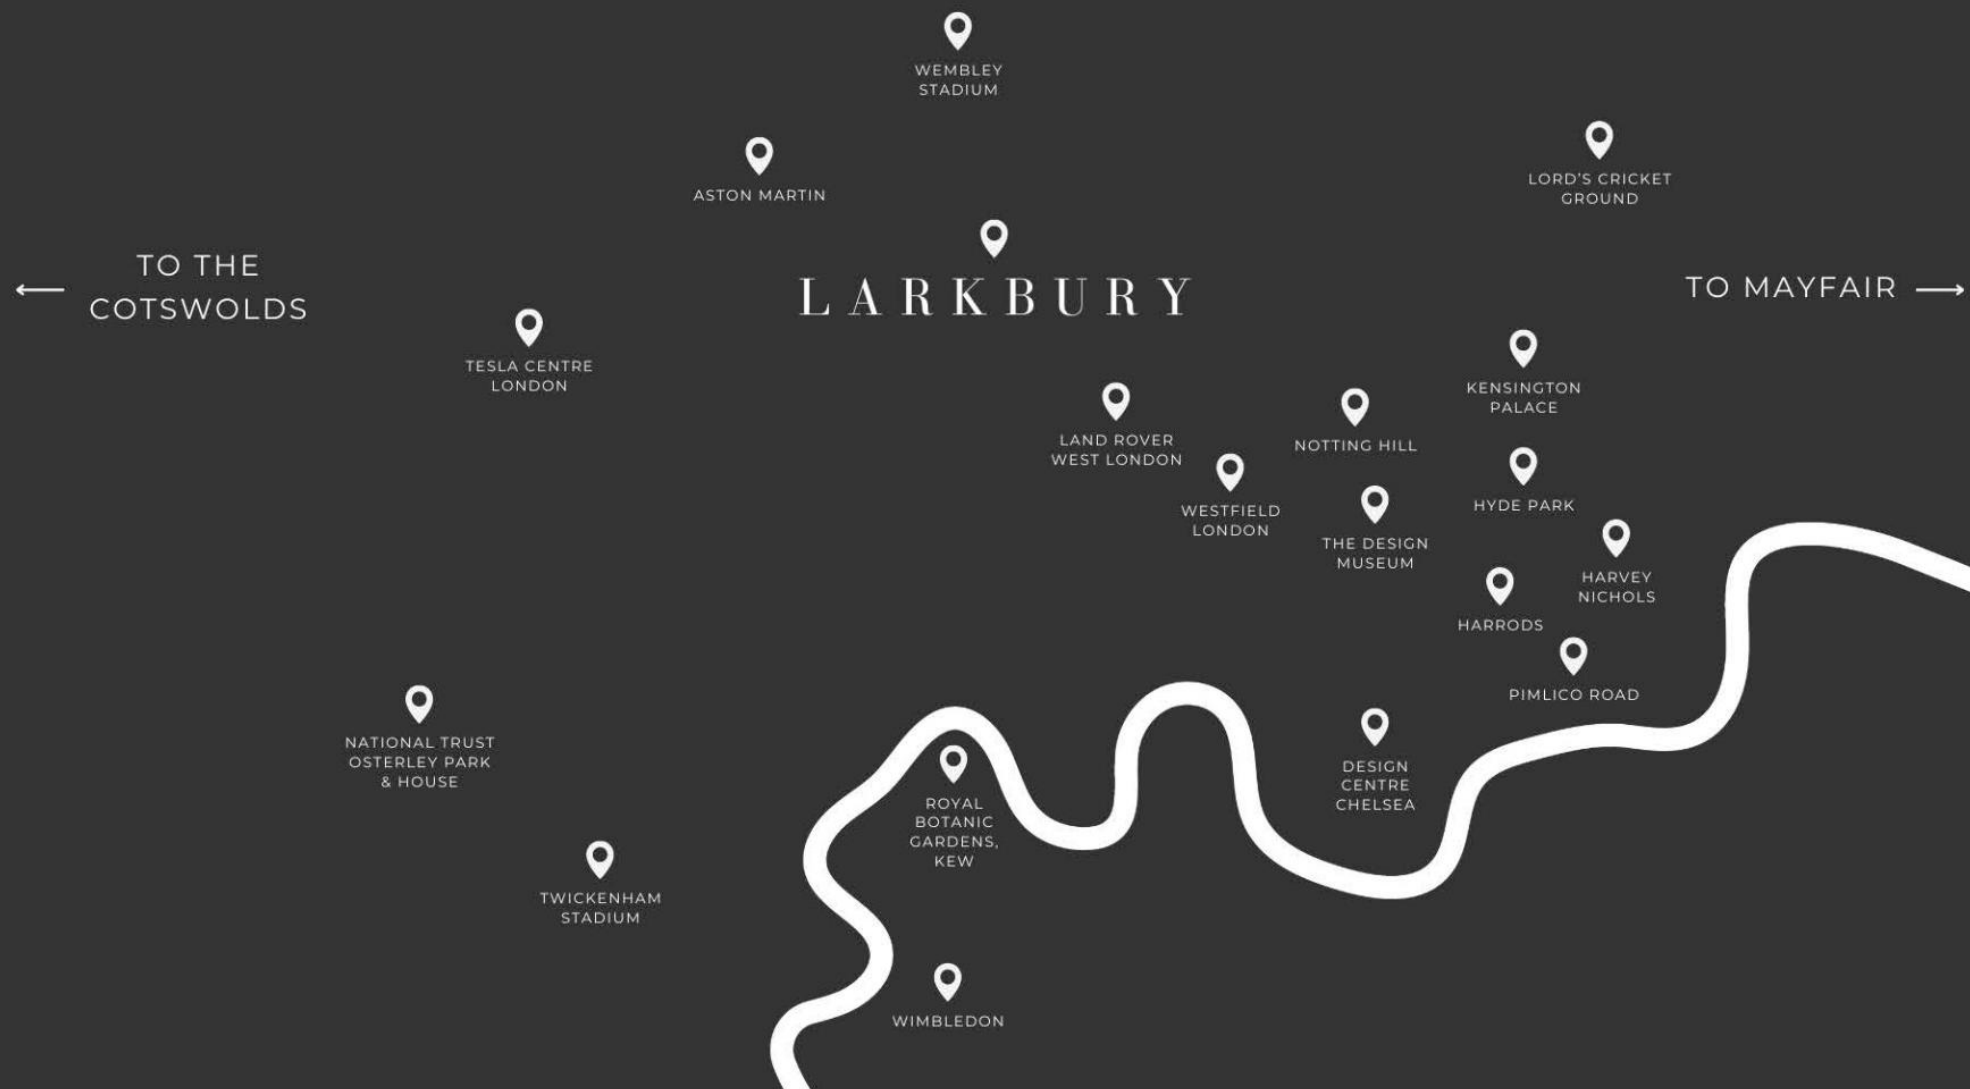 WEMBLEY
STADIUM
ASTON MARTIN
LORD'S CRICKET
GROUND
TO THE
COTSWOLDS
LARKBURY
TO MAYFAIR
TESLA CENTRE
LONDON
KENSINGTON
PALACE
LAND ROVER
WEST LONDON
NOTTING HILL
WESTFIELD
LONDON
HYDE PARK
THE DESIGN
MUSEUM
HARVEY
NICHOLS
HARRODS
PIMLICO ROAD
NATIONAL TRUST
OSTERLEY PARK
& HOUSE
DESIGN
CENTRE
CHELSEA
ROYAL
BOTANIC
GARDENS,
KEW
TWICKENHAM
STADIUM
WIMBLEDON